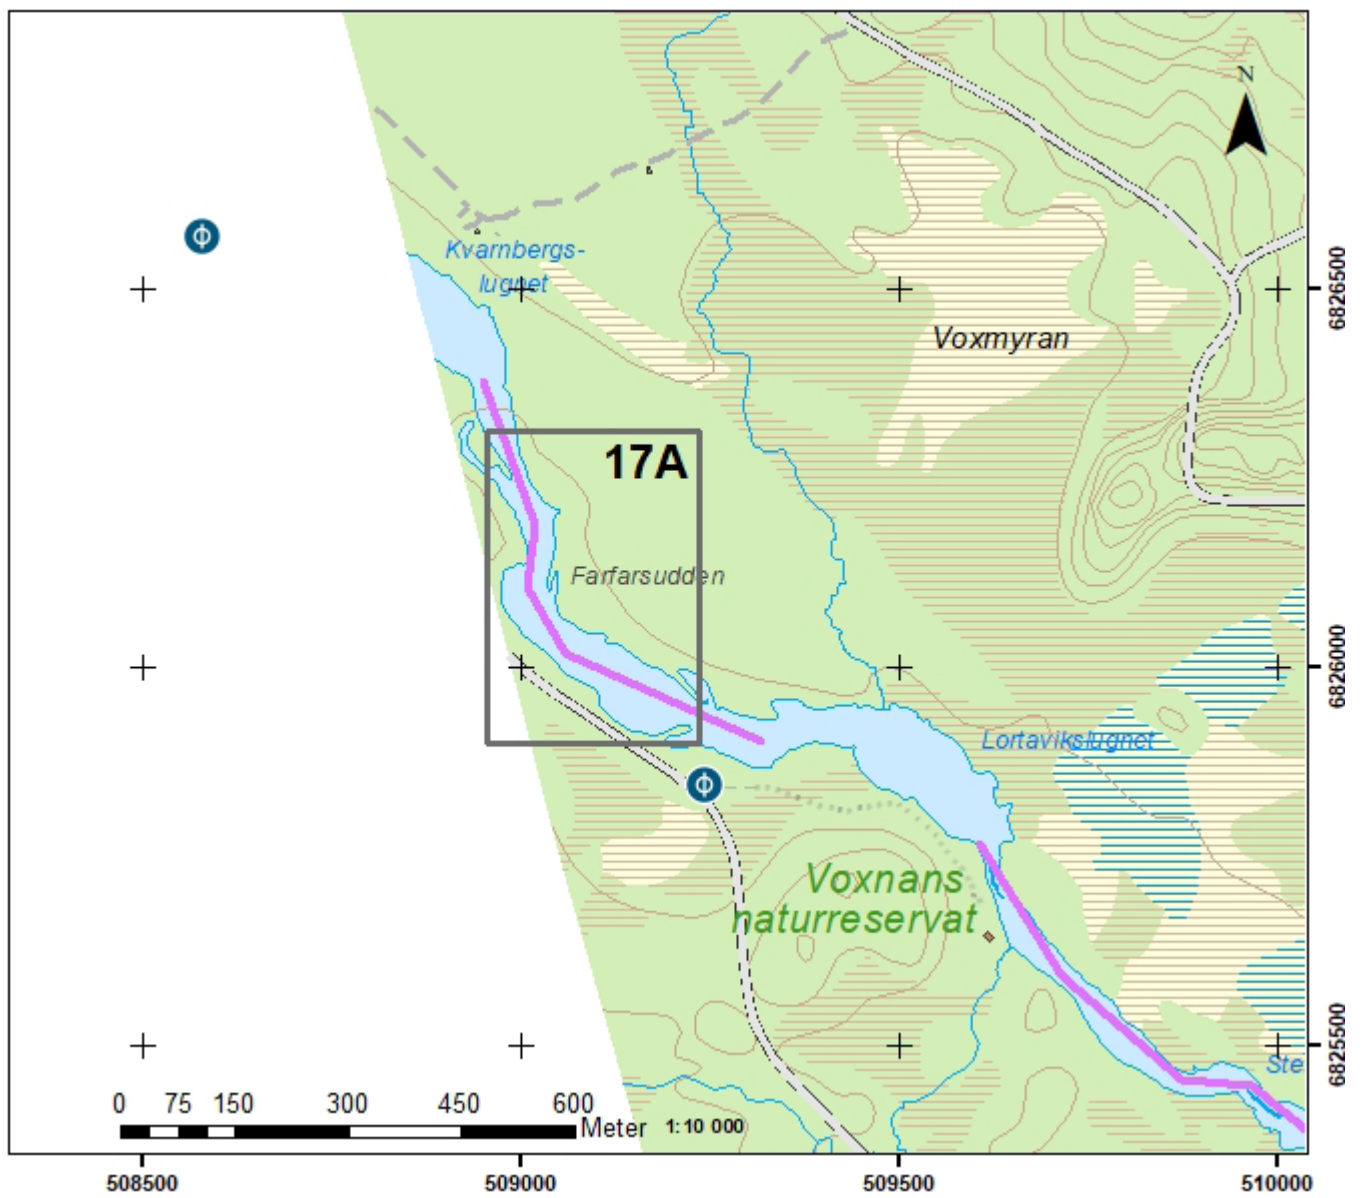 N
Kvarnbergs-
lugnet
6826500
Voxmyran
17A
Farfarsudden
6826000
Lortavikslugnet
Voxnans
naturreservat
6825500
Ste
0 75 150 300 450 600
Meter 1:10 000
508500 509000 509500 510000